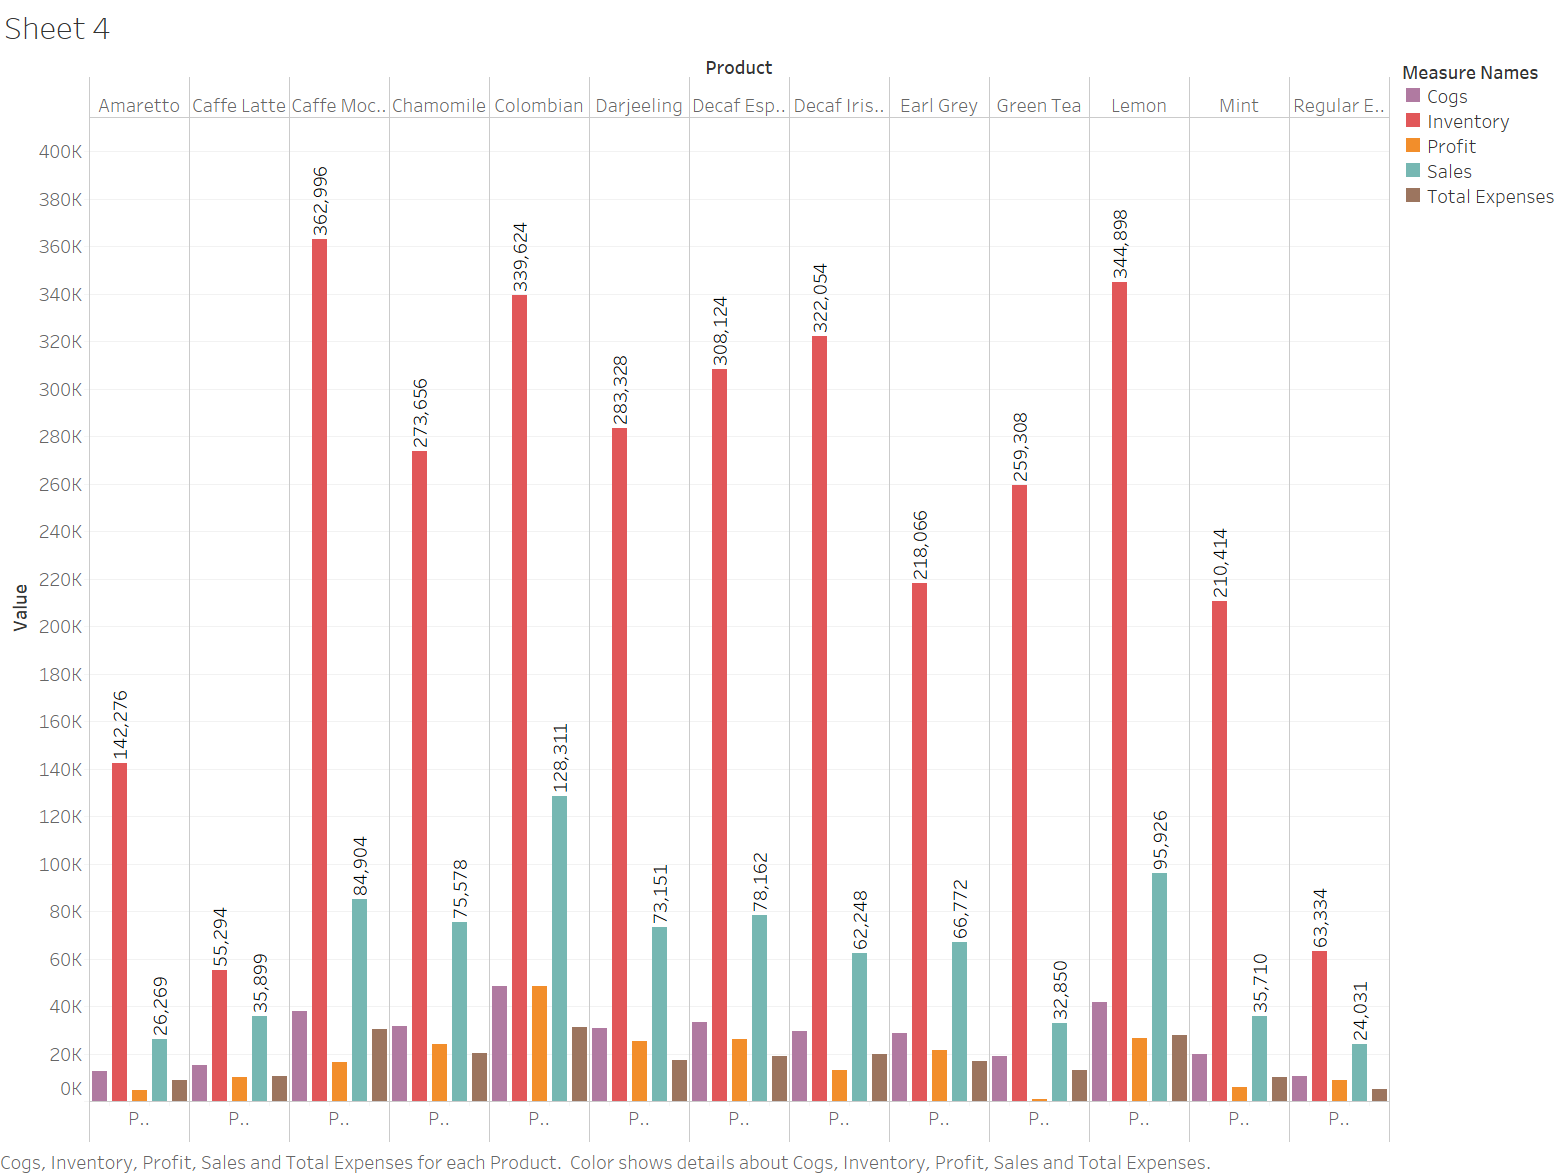 Sheet 4
Product
Amaretto Caffe Latte Caffe Moc.. Chamomile Colombian Darjeeling Decaf Esp.. Decaf Iris.. Earl Grey Green Tea Lemon Mint Regular E..
Measure Names
Cogs
Inventory
Profit
Sales
Total Expenses
Value
400K
380K
360K
340K
320K
300K
280K
260K
240K
220K
200K
180K
160K
140K
120K
100K
80K
60K
40K
20K
0K
142,276
26,269
55,294
35,899
362,996
84,904
273,656
75,578
339,624
128,311
283,328
73,151
308,124
78,162
322,054
62,248
218,066
66,772
259,308
32,850
344,898
95,926
210,414
35,710
63,334
24,031
P.. P.. P.. P.. P.. P.. P.. P.. P.. P.. P.. P.. P..
Cogs, Inventory, Profit, Sales and Total Expenses for each Product.  Color shows details about Cogs, Inventory, Profit, Sales and Total Expenses.